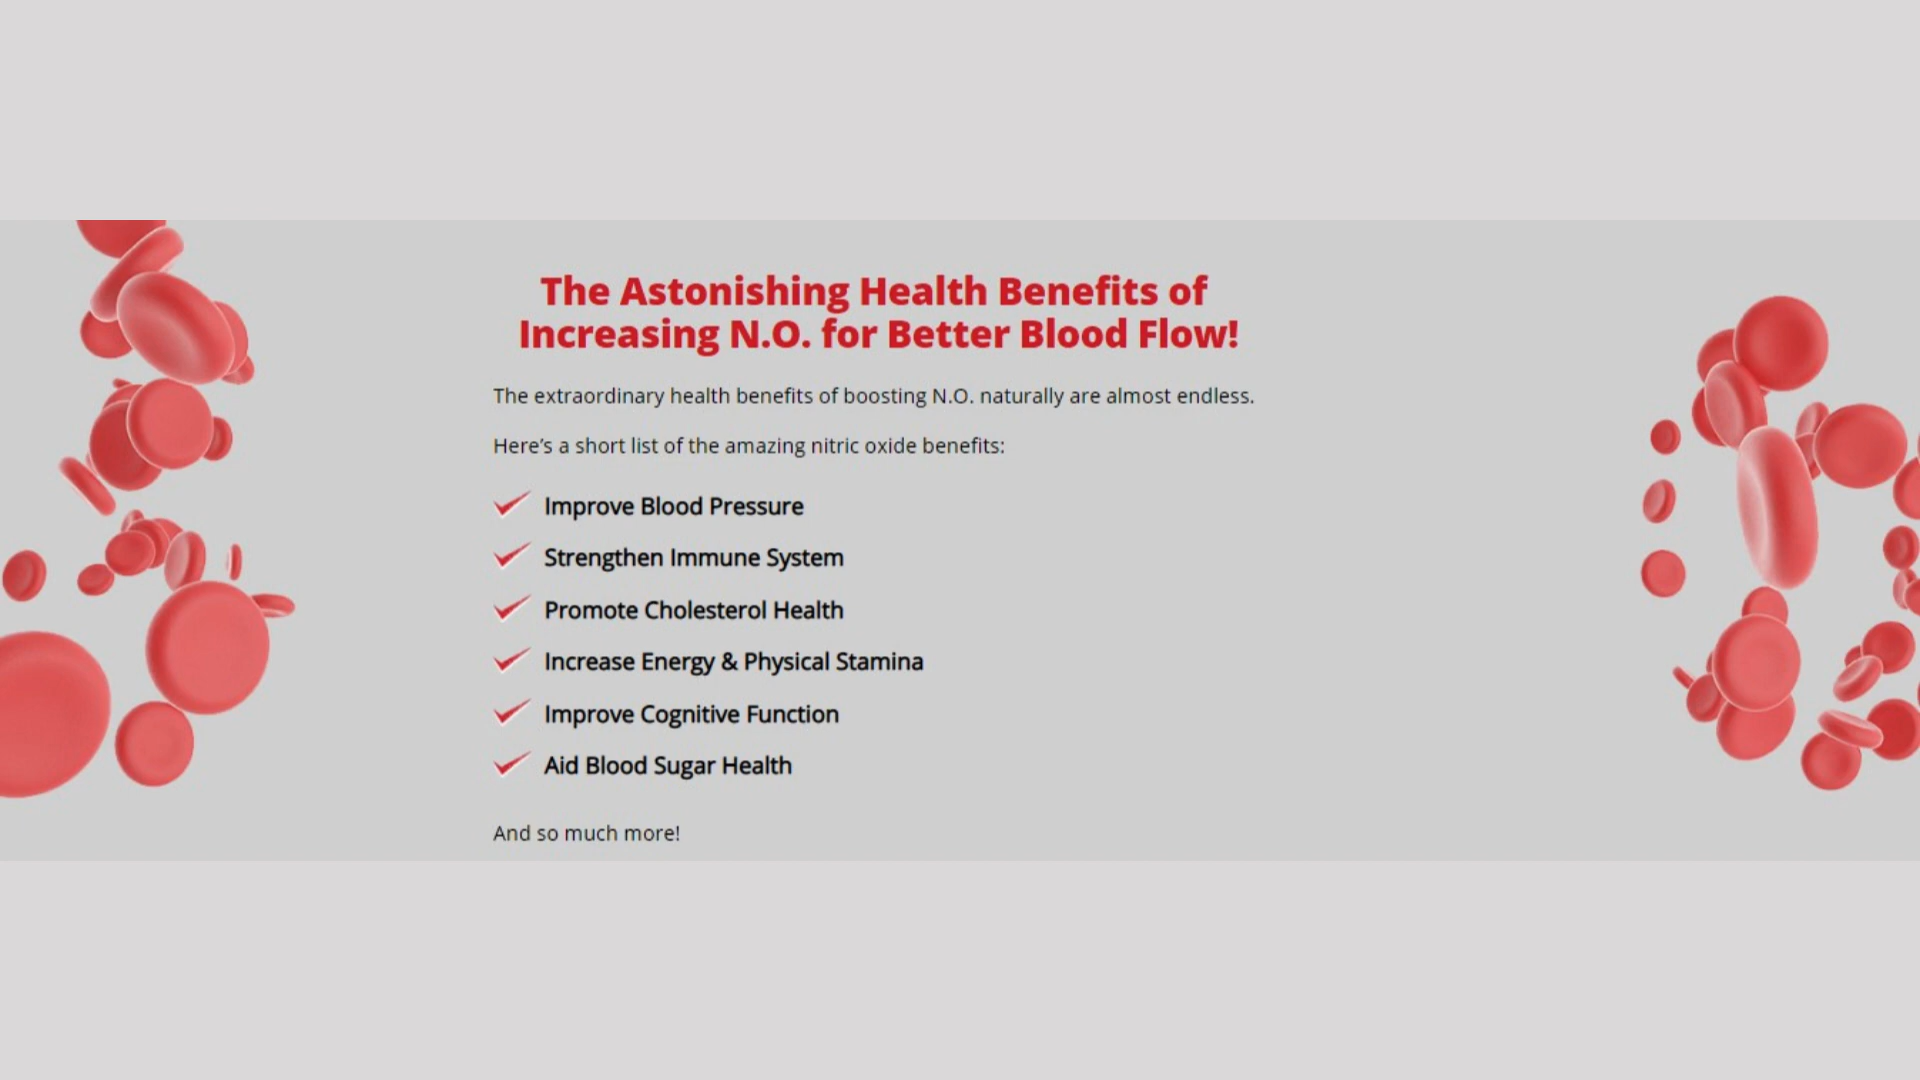 The Astonishing Health Benefits of
Increasing N.O. for Better Blood Flow!
The extraordinary health benefits of boosting N.O. naturally are almost endless.
Here’s a short list of the amazing nitric oxide benefits:
Improve Blood Pressure
Strengthen Immune System
Promote Cholesterol Health
Increase Energy & Physical Stamina
Improve Cognitive Function
Aid Blood Sugar Health
And so much more!